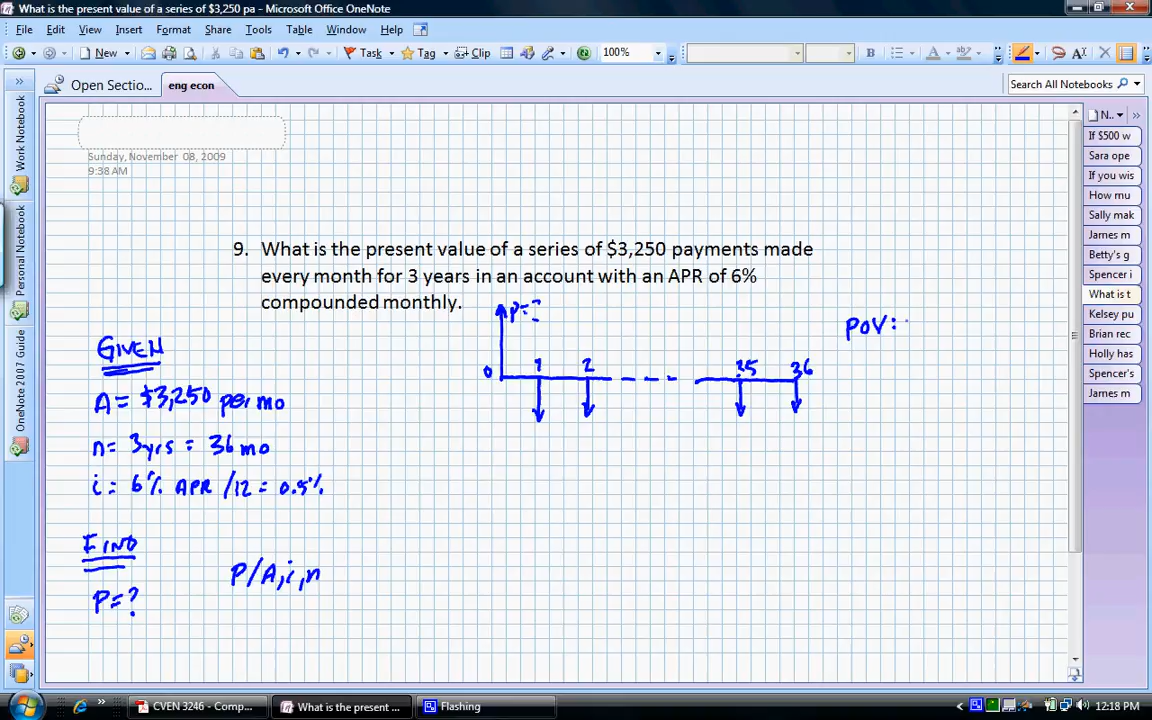 What is the present value of a series of $3,250 pa - Microsoft Office OneNote
File Edit View Insert Format Share Tools Table Window Help
New Task Tag Clip 100% B A
Open Sectio... eng econ Search All Notebooks
Work Notebook
Personal Notebook
OneNote 2007 Guide
Sunday, November 08, 2009
9:38 AM
9. What is the present value of a series of $3,250 payments made
every month for 3 years in an account with an APR of 6%
compounded monthly.
P=?
POV:
0 1 2 35 36
GIVEN
A= $3,250 per mo
n= 3yrs = 36 mo
i= 6% APR /12 = 0.5%
FIND
P=?
P/A,i,n
N..
If $500 w
Sara ope
If you wis
How mu
Sally mak
James m
Betty's g
Spencer i
What is t
Kelsey pu
Brian rec
Holly has
Spencer's
James m
CVEN 3246 - Comp... What is the present ... Flashing 12:18 PM